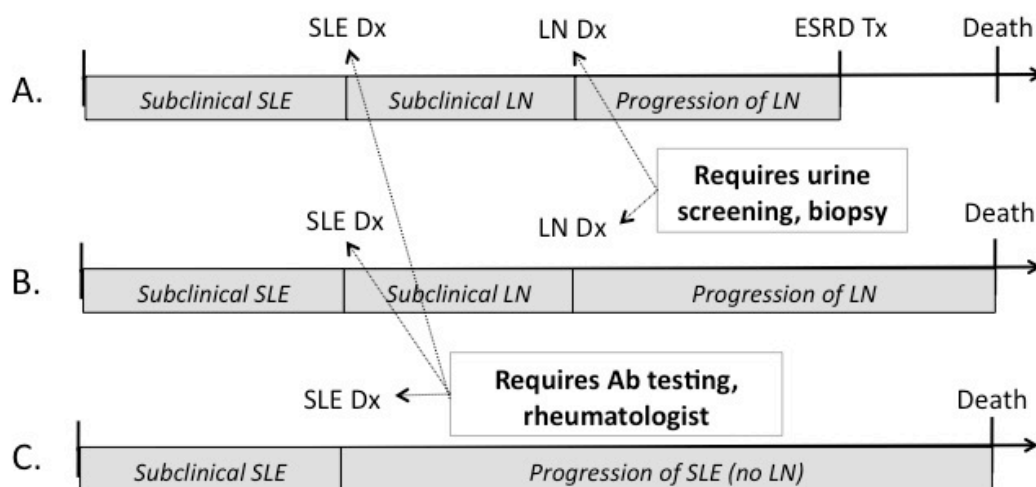 SLE Dx LN Dx ESRD Tx Death
A. Subclinical SLE Subclinical LN Progression of LN
Requires urine
screening, biopsy
SLE Dx LN Dx Death
B. Subclinical SLE Subclinical LN Progression of LN
Requires Ab testing,
rheumatologist
SLE Dx Death
C. Subclinical SLE Progression of SLE (no LN)